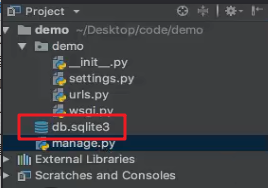 Project
demo ~/Desktop/code/demo
demo
__init__.py
settings.py
urls.py
wsgi.py
db.sqlite3
manage.py
External Libraries
Scratches and Consoles